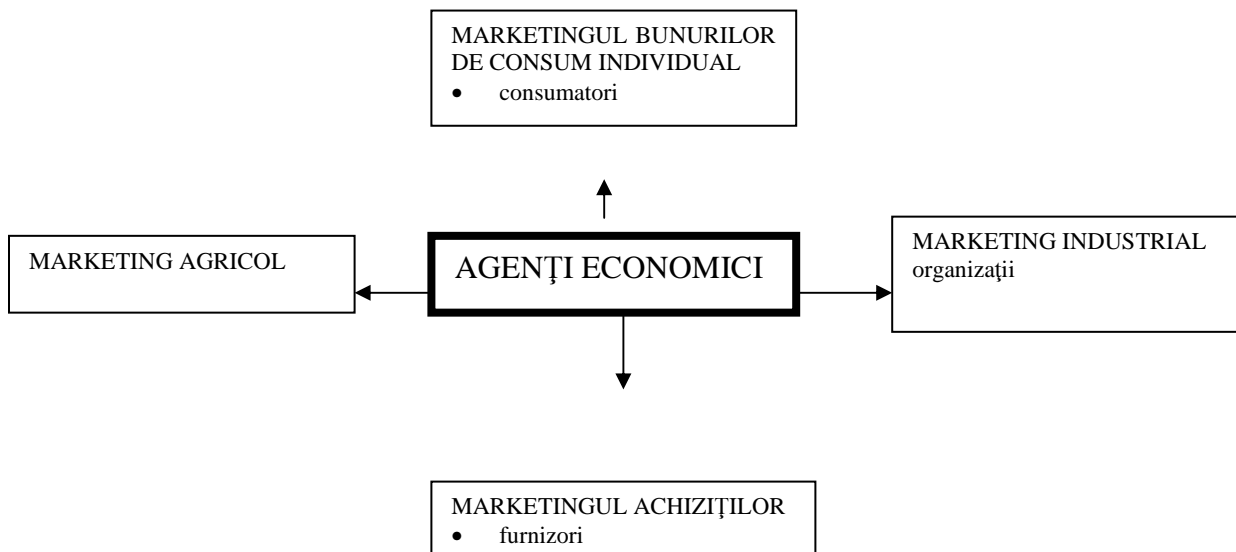 MARKETINGUL BUNURILOR
DE CONSUM INDIVIDUAL
• consumatori
MARKETING AGRICOL
AGENŢI ECONOMICI
MARKETING INDUSTRIAL
organizaţii
MARKETINGUL ACHIZIŢILOR
• furnizori